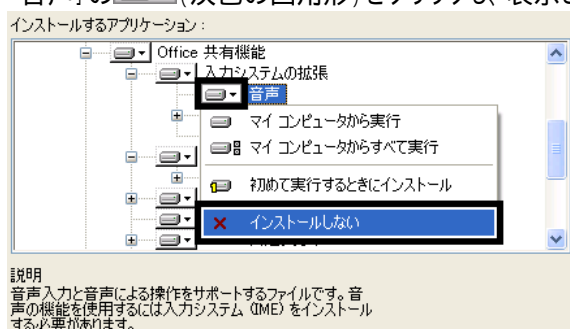 インストールするアプリケーション:
Office 共有機能
入力システムの拡張
音声
マイ コンピュータから実行
マイ コンピュータからすべて実行
初めて実行するときにインストール
インストールしない
説明
音声入力と音声による操作をサポートするファイルです。音
声の機能を使用するには入力システム (IME) をインストール
する必要があります。